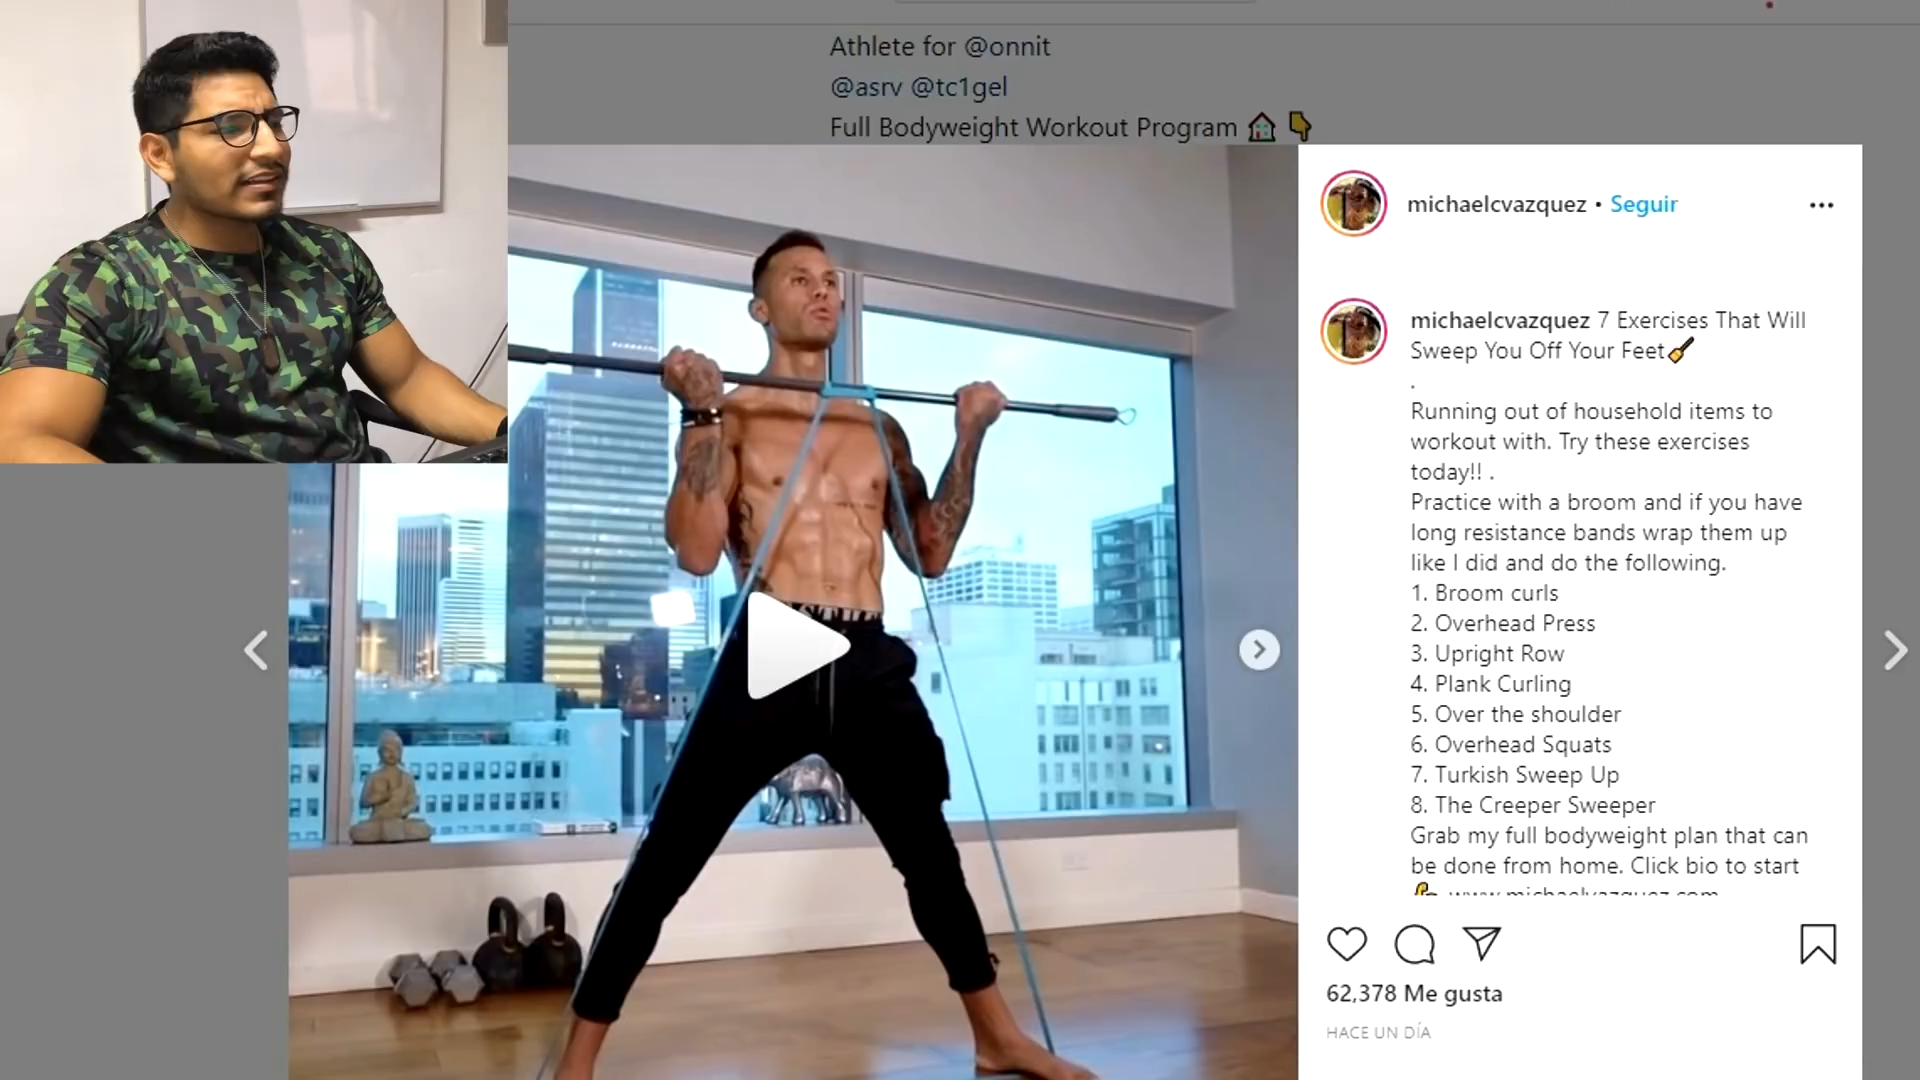 Athlete for @onnit
@asrv @tc1gel
Full Bodyweight Workout Program 🏠 👇
michaelcvazquez • Seguir
michaelcvazquez 7 Exercises That Will
Sweep You Off Your Feet🧹
.
Running out of household items to
workout with. Try these exercises
today!! .
Practice with a broom and if you have
long resistance bands wrap them up
like I did and do the following.
1. Broom curls
2. Overhead Press
3. Upright Row
4. Plank Curling
5. Over the shoulder
6. Overhead Squats
7. Turkish Sweep Up
8. The Creeper Sweeper
Grab my full bodyweight plan that can
be done from home. Click bio to start
💪 www.michaelvazquez.com
62,378 Me gusta
HACE UN DÍA